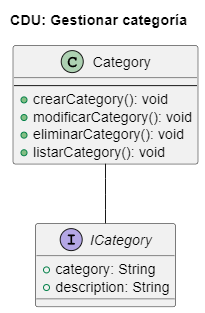 CDU: Gestionar categoría
C Category
crearCategory(): void
modificarCategory(): void
eliminarCategory(): void
listarCategory(): void
I ICategory
category: String
description: String